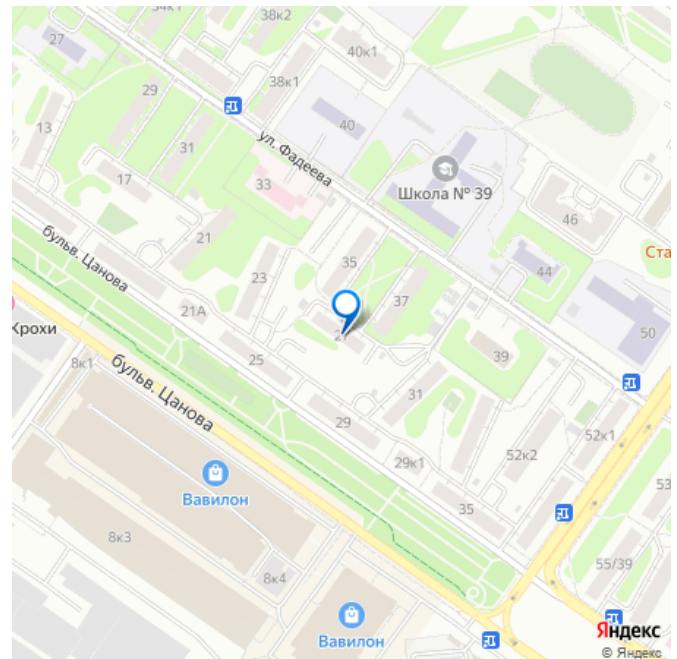 34к1
38к2
27
40к1
38к1
29
40
ул. Фадеева
13
31
Школа № 39
33
17
46
21
Ста
бульв. Цанова
35
44
23
37
21А
50
Крохи
39
8к1
25
бульв. Цанова
31
29
52к1
29к1
52к2
Вавилон
53
35
8к3
55/39
8к4
Вавилон
Яндекс
© Яндекс